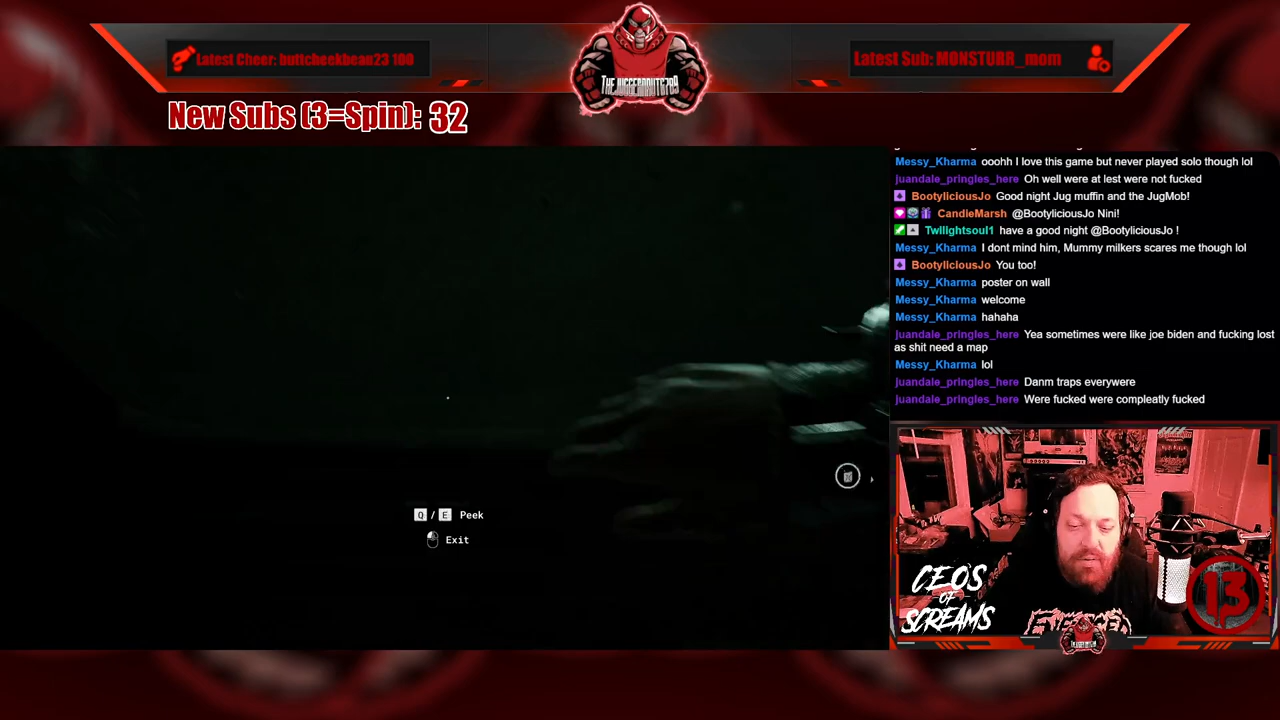 Latest Cheer: buttcheekbeau23 100
THEJUGGERNAUT6789
Latest Sub: MONSTURR_mom
New Subs (3=Spin): 32
Messy_Kharma ooohh I love this game but never played solo though lol
juandale_pringles_here Oh well were at lest were not fucked
BootyliciousJo Good night Jug muffin and the JugMob!
CandleMarsh @BootyliciousJo Nini!
Twilightsoul1 have a good night @BootyliciousJo !
Messy_Kharma I dont mind him, Mummy milkers scares me though lol
BootyliciousJo You too!
Messy_Kharma poster on wall
Messy_Kharma welcome
Messy_Kharma hahaha
juandale_pringles_here Yea sometimes were like joe biden and fucking lost
as shit need a map
Messy_Kharma lol
juandale_pringles_here Danm traps everywere
juandale_pringles_here Were fucked were compleatly fucked
Q / E Peek
Exit
CEOS
OF
SCREAMS
13